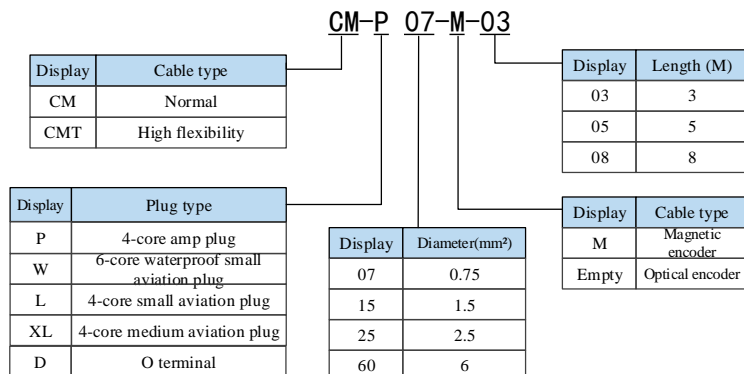 CM-P 07-M-03
Display Cable type
CM Normal
CMT High flexibility
Display Length (M)
03 3
05 5
08 8
Display Plug type
P 4-core amp plug
W 6-core waterproof small
aviation plug
L 4-core small aviation plug
XL 4-core medium aviation plug
D O terminal
Display Diameter(mm²)
07 0.75
15 1.5
25 2.5
60 6
Display Cable type
M Magnetic
encoder
Empty Optical encoder